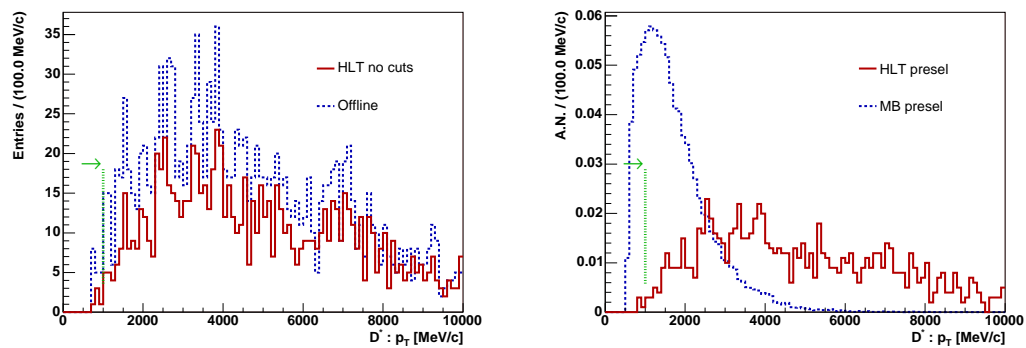 Entries / (100.0 MeV/c)
35
30
25
20
15
10
5
0
HLT no cuts
Offline
0 2000 4000 6000 8000 10000
D* : pT [MeV/c]
A.N. / (100.0 MeV/c)
0.06
0.05
0.04
0.03
0.02
0.01
0
HLT presel
MB presel
0 2000 4000 6000 8000 10000
D* : pT [MeV/c]